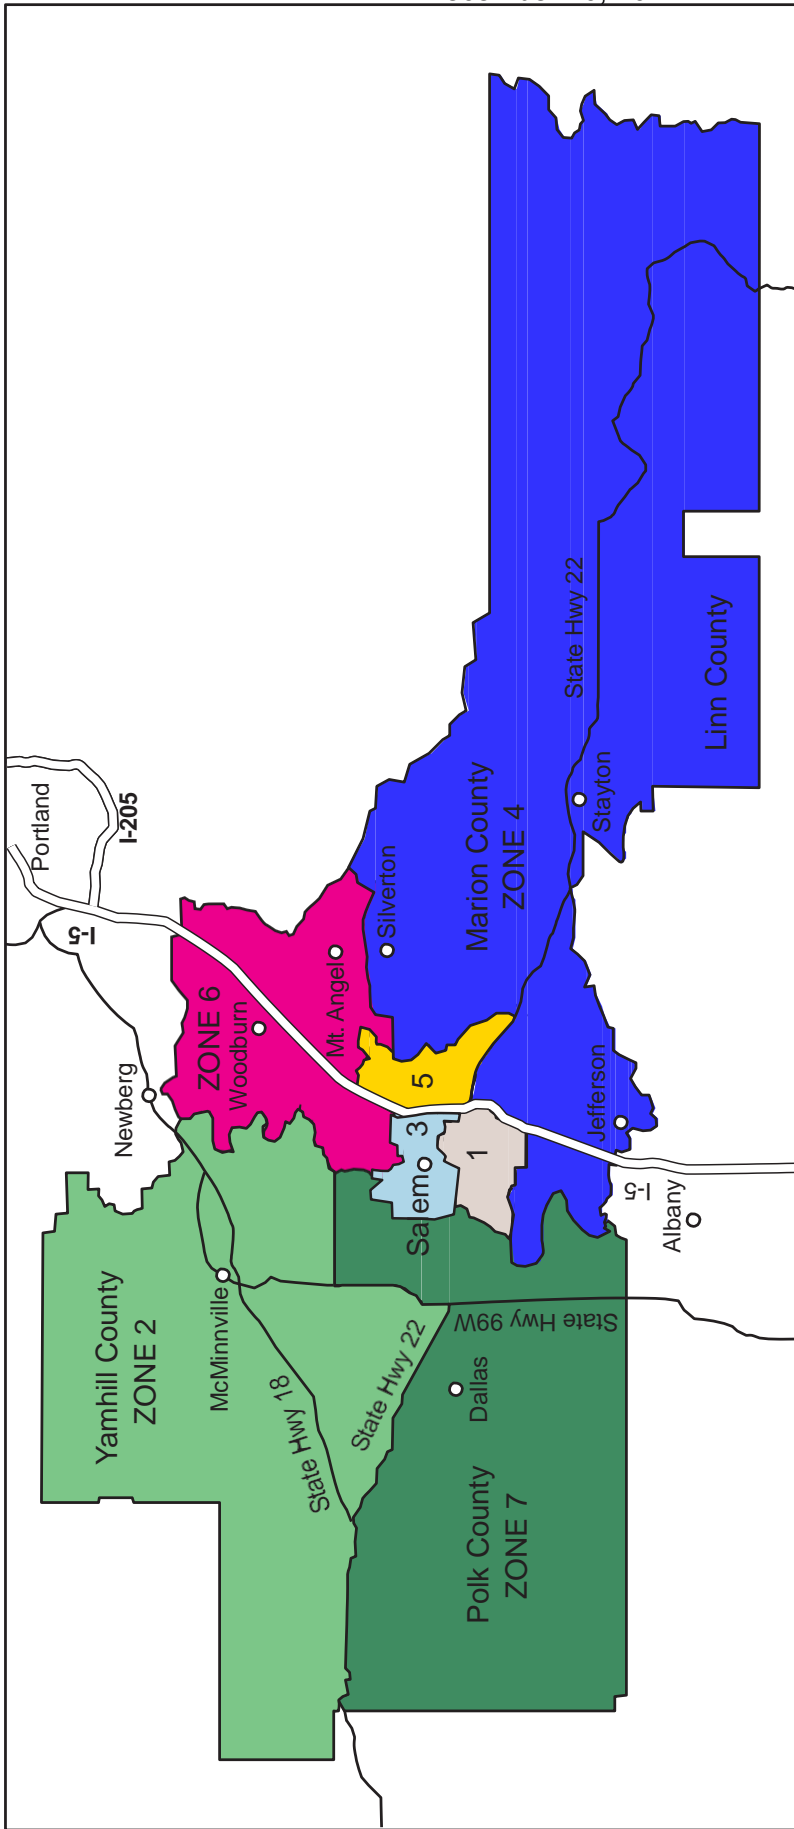 Portland
I-205
I-5
Newberg
ZONE 6
Woodburn
Mt. Angel
Silverton
Marion County
ZONE 4
State Hwy 22
Stayton
Linn County
5
3
Salem
1
Jefferson
I-5
Albany
Yamhill County
ZONE 2
McMinnville
State Hwy 18
State Hwy 22
State Hwy 99W
Dallas
Polk County
ZONE 7